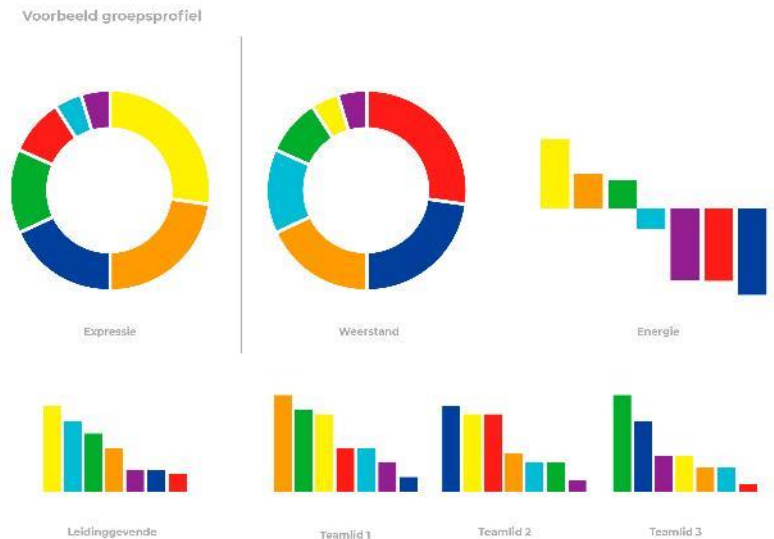 Voorbeeld groepsprofiel
Expressie
Weerstand
Energie
Leidinggevende
Teamlid 1
Teamlid 2
Teamlid 3